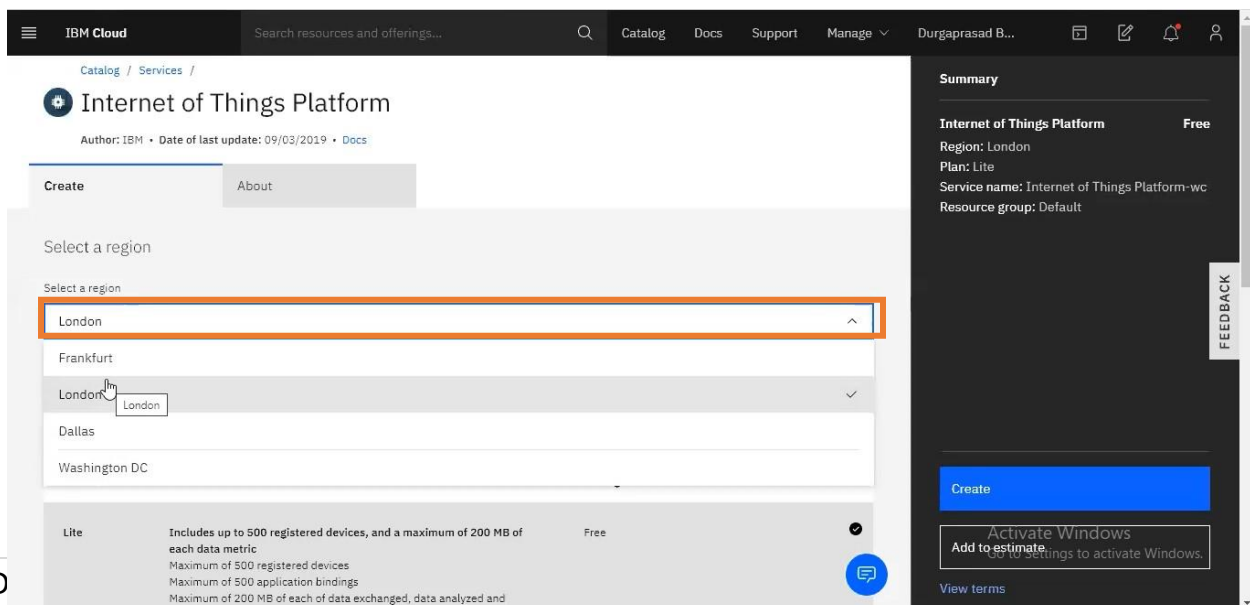 IBM Cloud
Search resources and offerings...
Catalog
Docs
Support
Manage
Durgaprasad B...
Catalog / Services /
Internet of Things Platform
Author: IBM • Date of last update: 09/03/2019 • Docs
Create
About
Select a region
Select a region
London
Frankfurt
London
London
Dallas
Washington DC
Lite
Includes up to 500 registered devices, and a maximum of 200 MB of
each data metric
Free
Maximum of 500 registered devices
Maximum of 500 application bindings
Maximum of 200 MB of each of data exchanged, data analyzed and
Summary
Internet of Things Platform
Free
Region: London
Plan: Lite
Service name: Internet of Things Platform-wc
Resource group: Default
FEEDBACK
Create
Add to estimate
Activate Windows
Go to Settings to activate Windows.
View terms